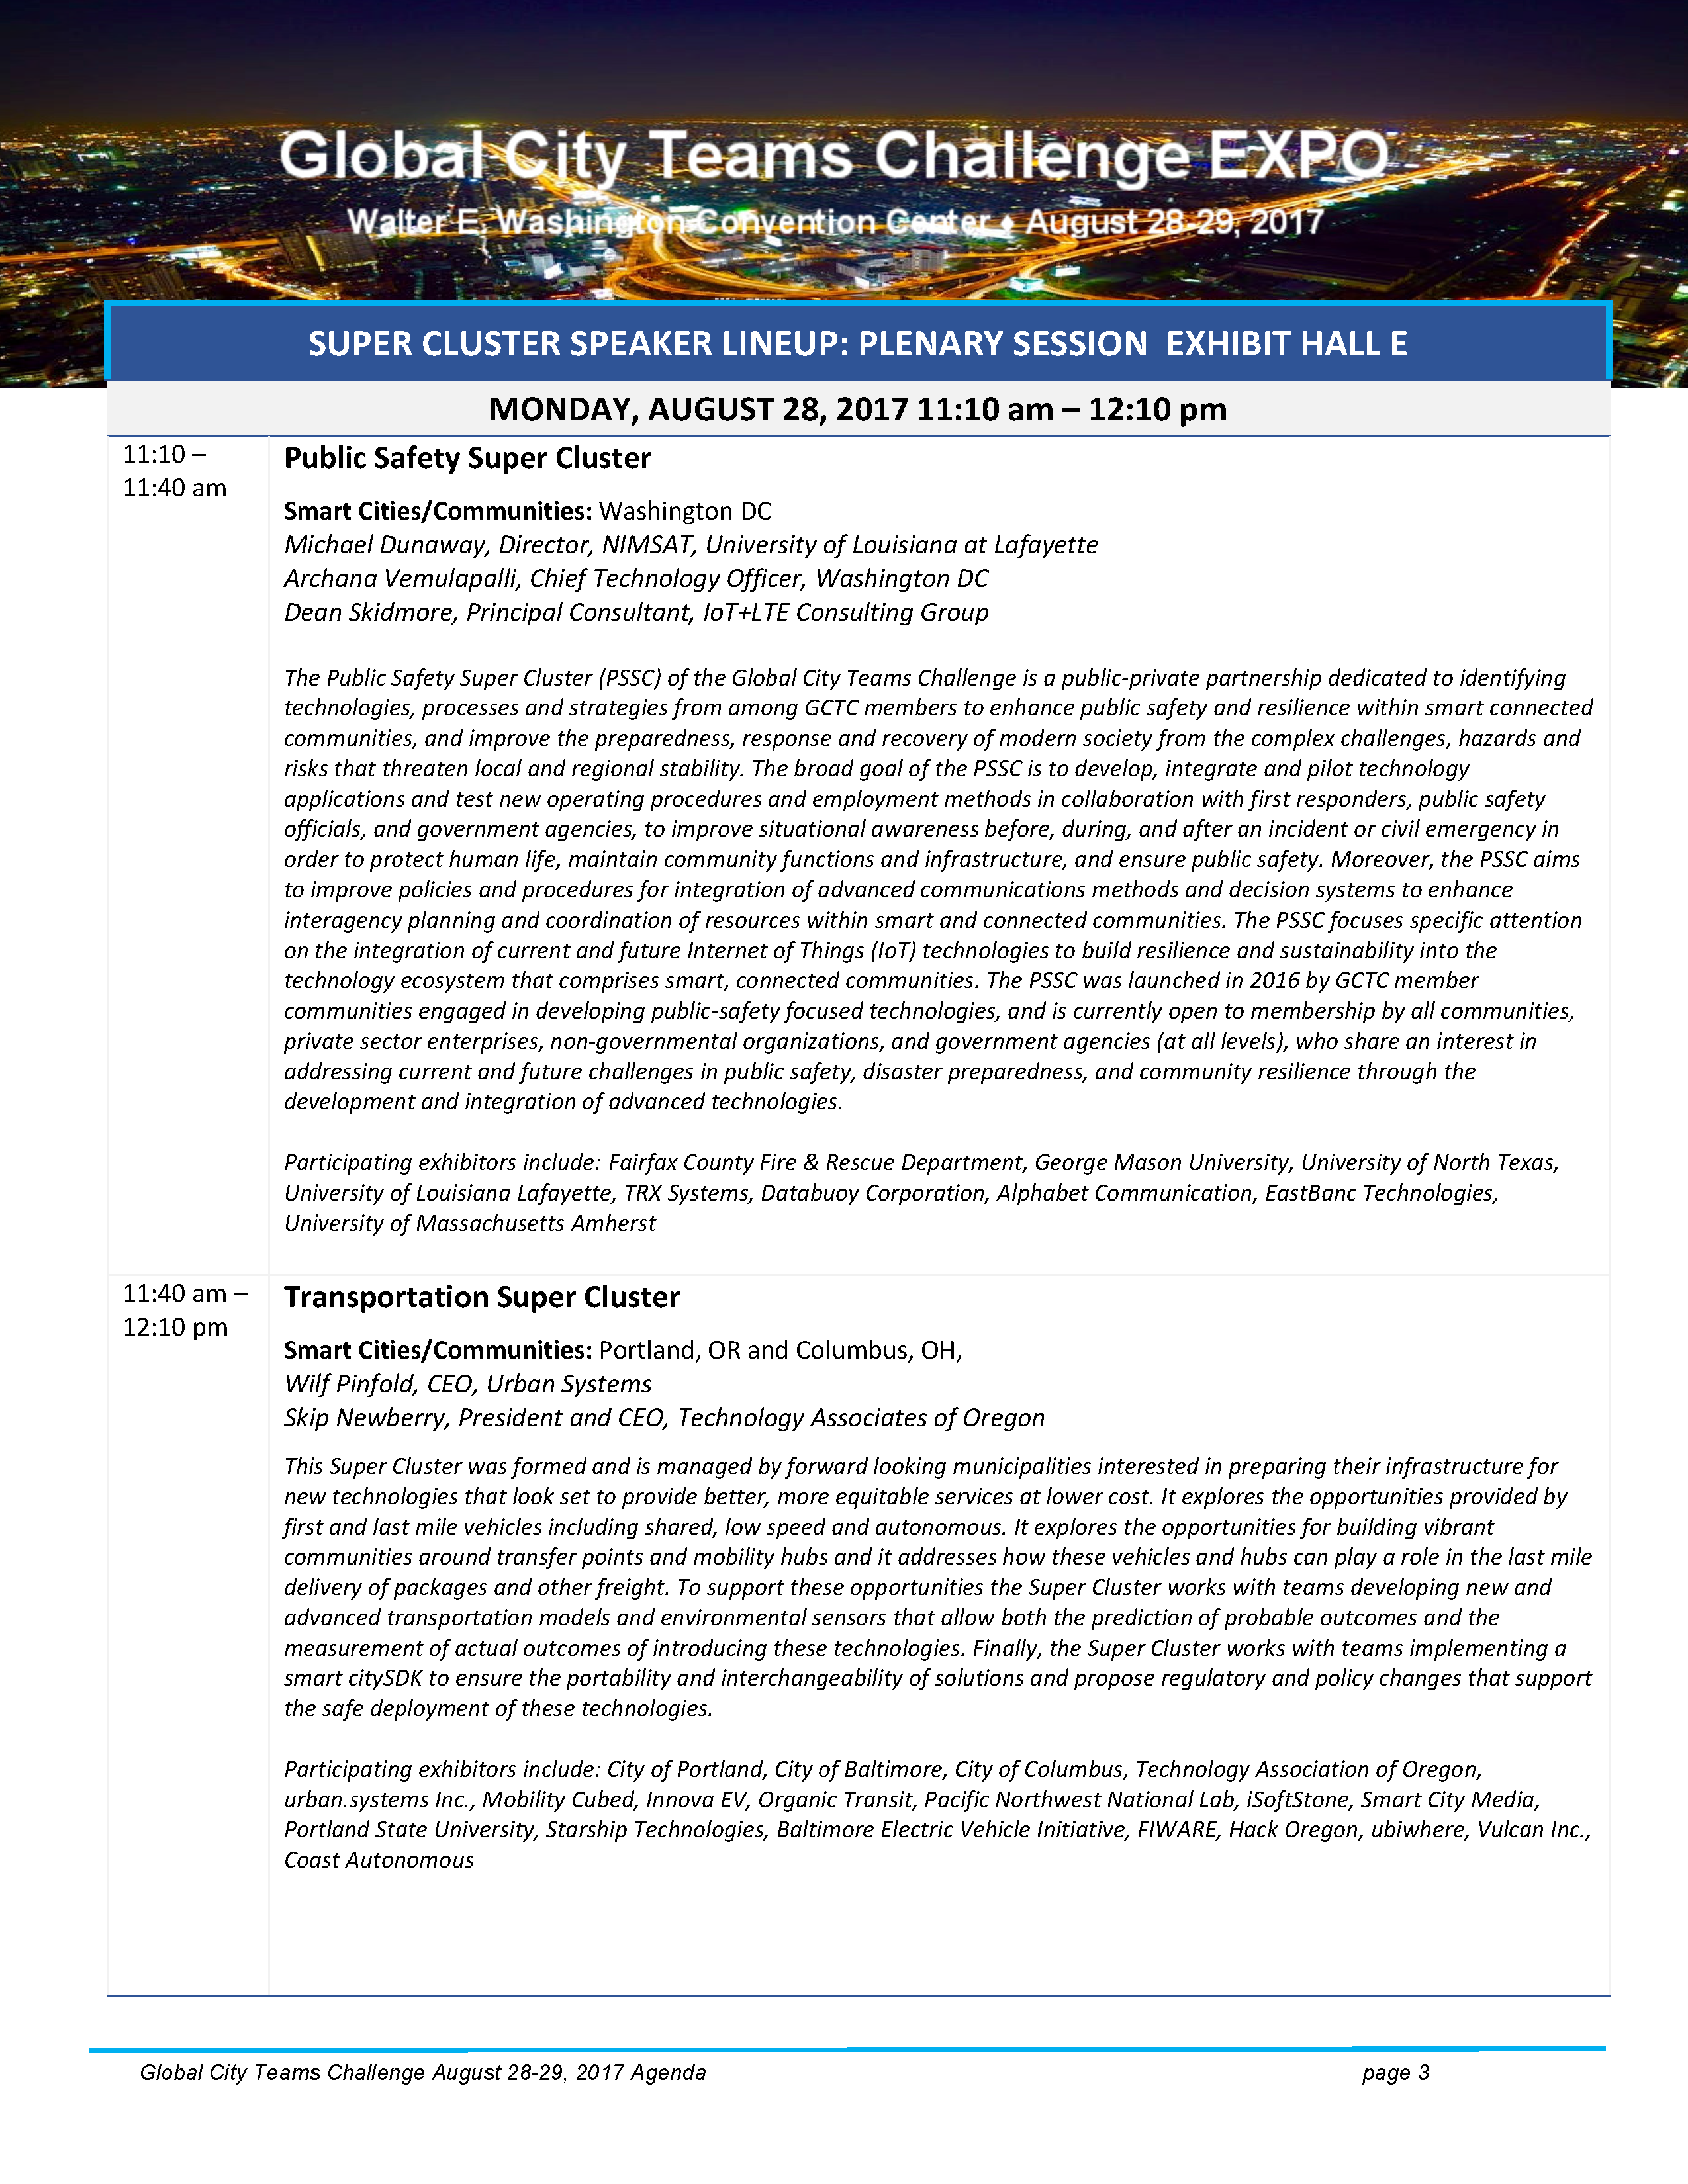 Global City Teams Challenge EXPO
Walter E. Washington Convention Center ♦ August 28-29, 2017
SUPER CLUSTER SPEAKER LINEUP: PLENARY SESSION  EXHIBIT HALL E
MONDAY, AUGUST 28, 2017 11:10 am – 12:10 pm
11:10 –
11:40 am
Public Safety Super Cluster
Smart Cities/Communities: Washington DC
Michael Dunaway, Director, NIMSAT, University of Louisiana at Lafayette
Archana Vemulapalli, Chief Technology Officer, Washington DC
Dean Skidmore, Principal Consultant, IoT+LTE Consulting Group
The Public Safety Super Cluster (PSSC) of the Global City Teams Challenge is a public-private partnership dedicated to identifying
technologies, processes and strategies from among GCTC members to enhance public safety and resilience within smart connected
communities, and improve the preparedness, response and recovery of modern society from the complex challenges, hazards and
risks that threaten local and regional stability. The broad goal of the PSSC is to develop, integrate and pilot technology
applications and test new operating procedures and employment methods in collaboration with first responders, public safety
officials, and government agencies, to improve situational awareness before, during, and after an incident or civil emergency in
order to protect human life, maintain community functions and infrastructure, and ensure public safety. Moreover, the PSSC aims
to improve policies and procedures for integration of advanced communications methods and decision systems to enhance
interagency planning and coordination of resources within smart and connected communities. The PSSC focuses specific attention
on the integration of current and future Internet of Things (IoT) technologies to build resilience and sustainability into the
technology ecosystem that comprises smart, connected communities. The PSSC was launched in 2016 by GCTC member
communities engaged in developing public-safety focused technologies, and is currently open to membership by all communities,
private sector enterprises, non-governmental organizations, and government agencies (at all levels), who share an interest in
addressing current and future challenges in public safety, disaster preparedness, and community resilience through the
development and integration of advanced technologies.
Participating exhibitors include: Fairfax County Fire & Rescue Department, George Mason University, University of North Texas,
University of Louisiana Lafayette, TRX Systems, Databuoy Corporation, Alphabet Communication, EastBanc Technologies,
University of Massachusetts Amherst
11:40 am –
12:10 pm
Transportation Super Cluster
Smart Cities/Communities: Portland, OR and Columbus, OH,
Wilf Pinfold, CEO, Urban Systems
Skip Newberry, President and CEO, Technology Associates of Oregon
This Super Cluster was formed and is managed by forward looking municipalities interested in preparing their infrastructure for
new technologies that look set to provide better, more equitable services at lower cost. It explores the opportunities provided by
first and last mile vehicles including shared, low speed and autonomous. It explores the opportunities for building vibrant
communities around transfer points and mobility hubs and it addresses how these vehicles and hubs can play a role in the last mile
delivery of packages and other freight. To support these opportunities the Super Cluster works with teams developing new and
advanced transportation models and environmental sensors that allow both the prediction of probable outcomes and the
measurement of actual outcomes of introducing these technologies. Finally, the Super Cluster works with teams implementing a
smart citySDK to ensure the portability and interchangeability of solutions and propose regulatory and policy changes that support
the safe deployment of these technologies.
Participating exhibitors include: City of Portland, City of Baltimore, City of Columbus, Technology Association of Oregon,
urban.systems Inc., Mobility Cubed, Innova EV, Organic Transit, Pacific Northwest National Lab, iSoftStone, Smart City Media,
Portland State University, Starship Technologies, Baltimore Electric Vehicle Initiative, FIWARE, Hack Oregon, ubiwhere, Vulcan Inc.,
Coast Autonomous
Global City Teams Challenge August 28-29, 2017 Agenda page 3